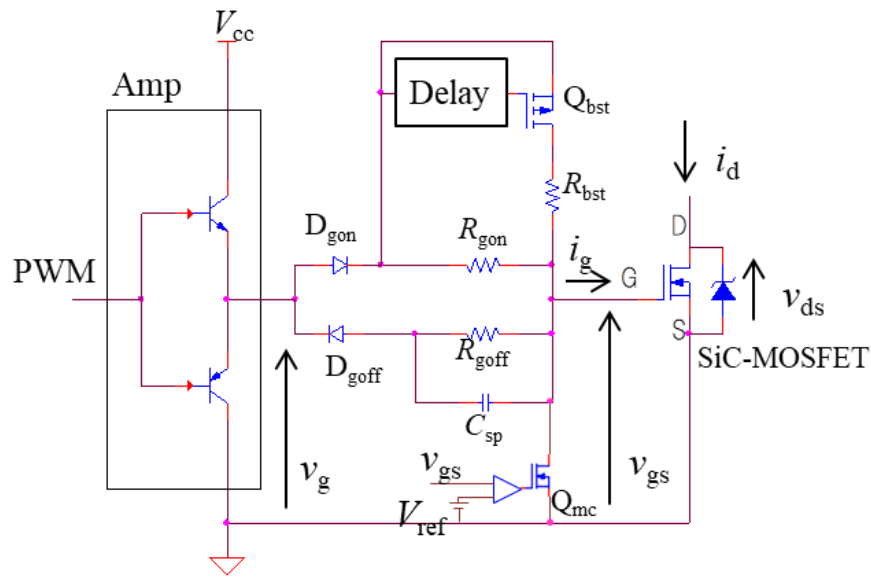 Vcc
Amp
Delay
Qbst
id
Rbst
D
Dgon
Rgon
ig
PWM
G
vds
S
Dgoff
Rgoff
SiC-MOSFET
Csp
vg
vgs
vgs
Qmc
Vref